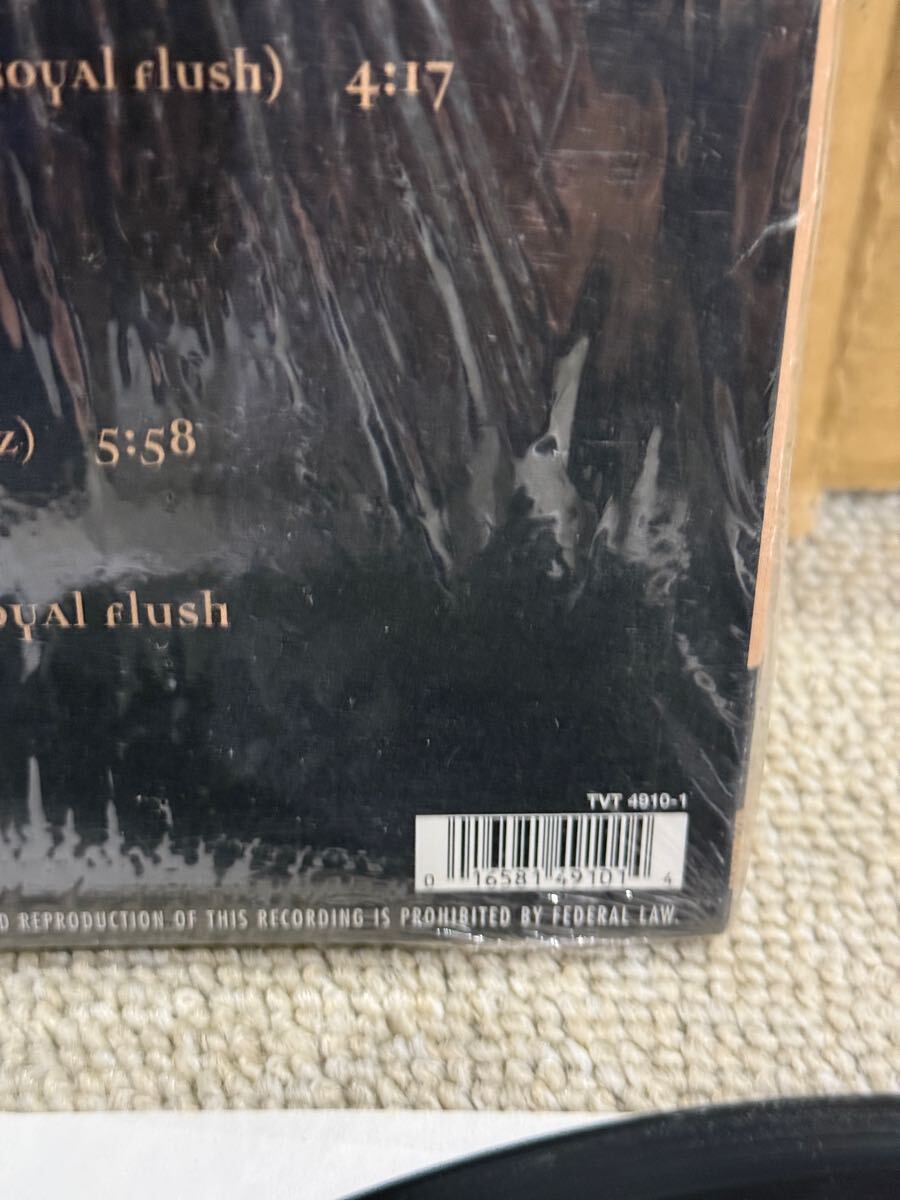 soyal flush) 4:17
z) 5:58
oyal flush
TVT 4910-1
0 16581 49101 4
D REPRODUCTION OF THIS RECORDING IS PROHIBITED BY FEDERAL LAW.